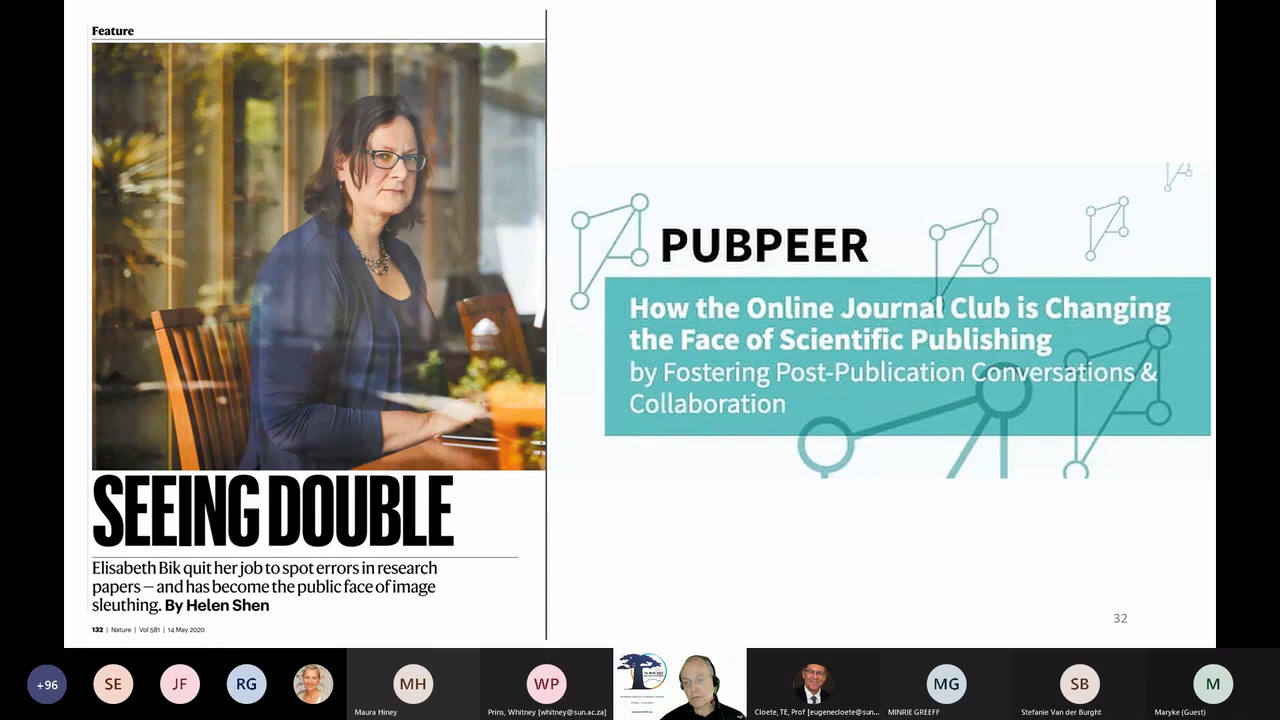 Feature
SEEING DOUBLE
Elisabeth Bik quit her job to spot errors in research
papers — and has become the public face of image
sleuthing. By Helen Shen
132 | Nature | Vol 581 | 14 May 2020
PUBPEER
How the Online Journal Club is Changing
the Face of Scientific Publishing
by Fostering Post-Publication Conversations &
Collaboration
32
+96
SE
JF
RG
MH
Maura Hiney
WP
Prins, Whitney [whitney@sun.ac.za]
Cloete, TE, Prof [eugenecloete@sun...
MG
MINRIE GREEFF
SB
Stefanie Van der Burght
M
Maryke (Guest)